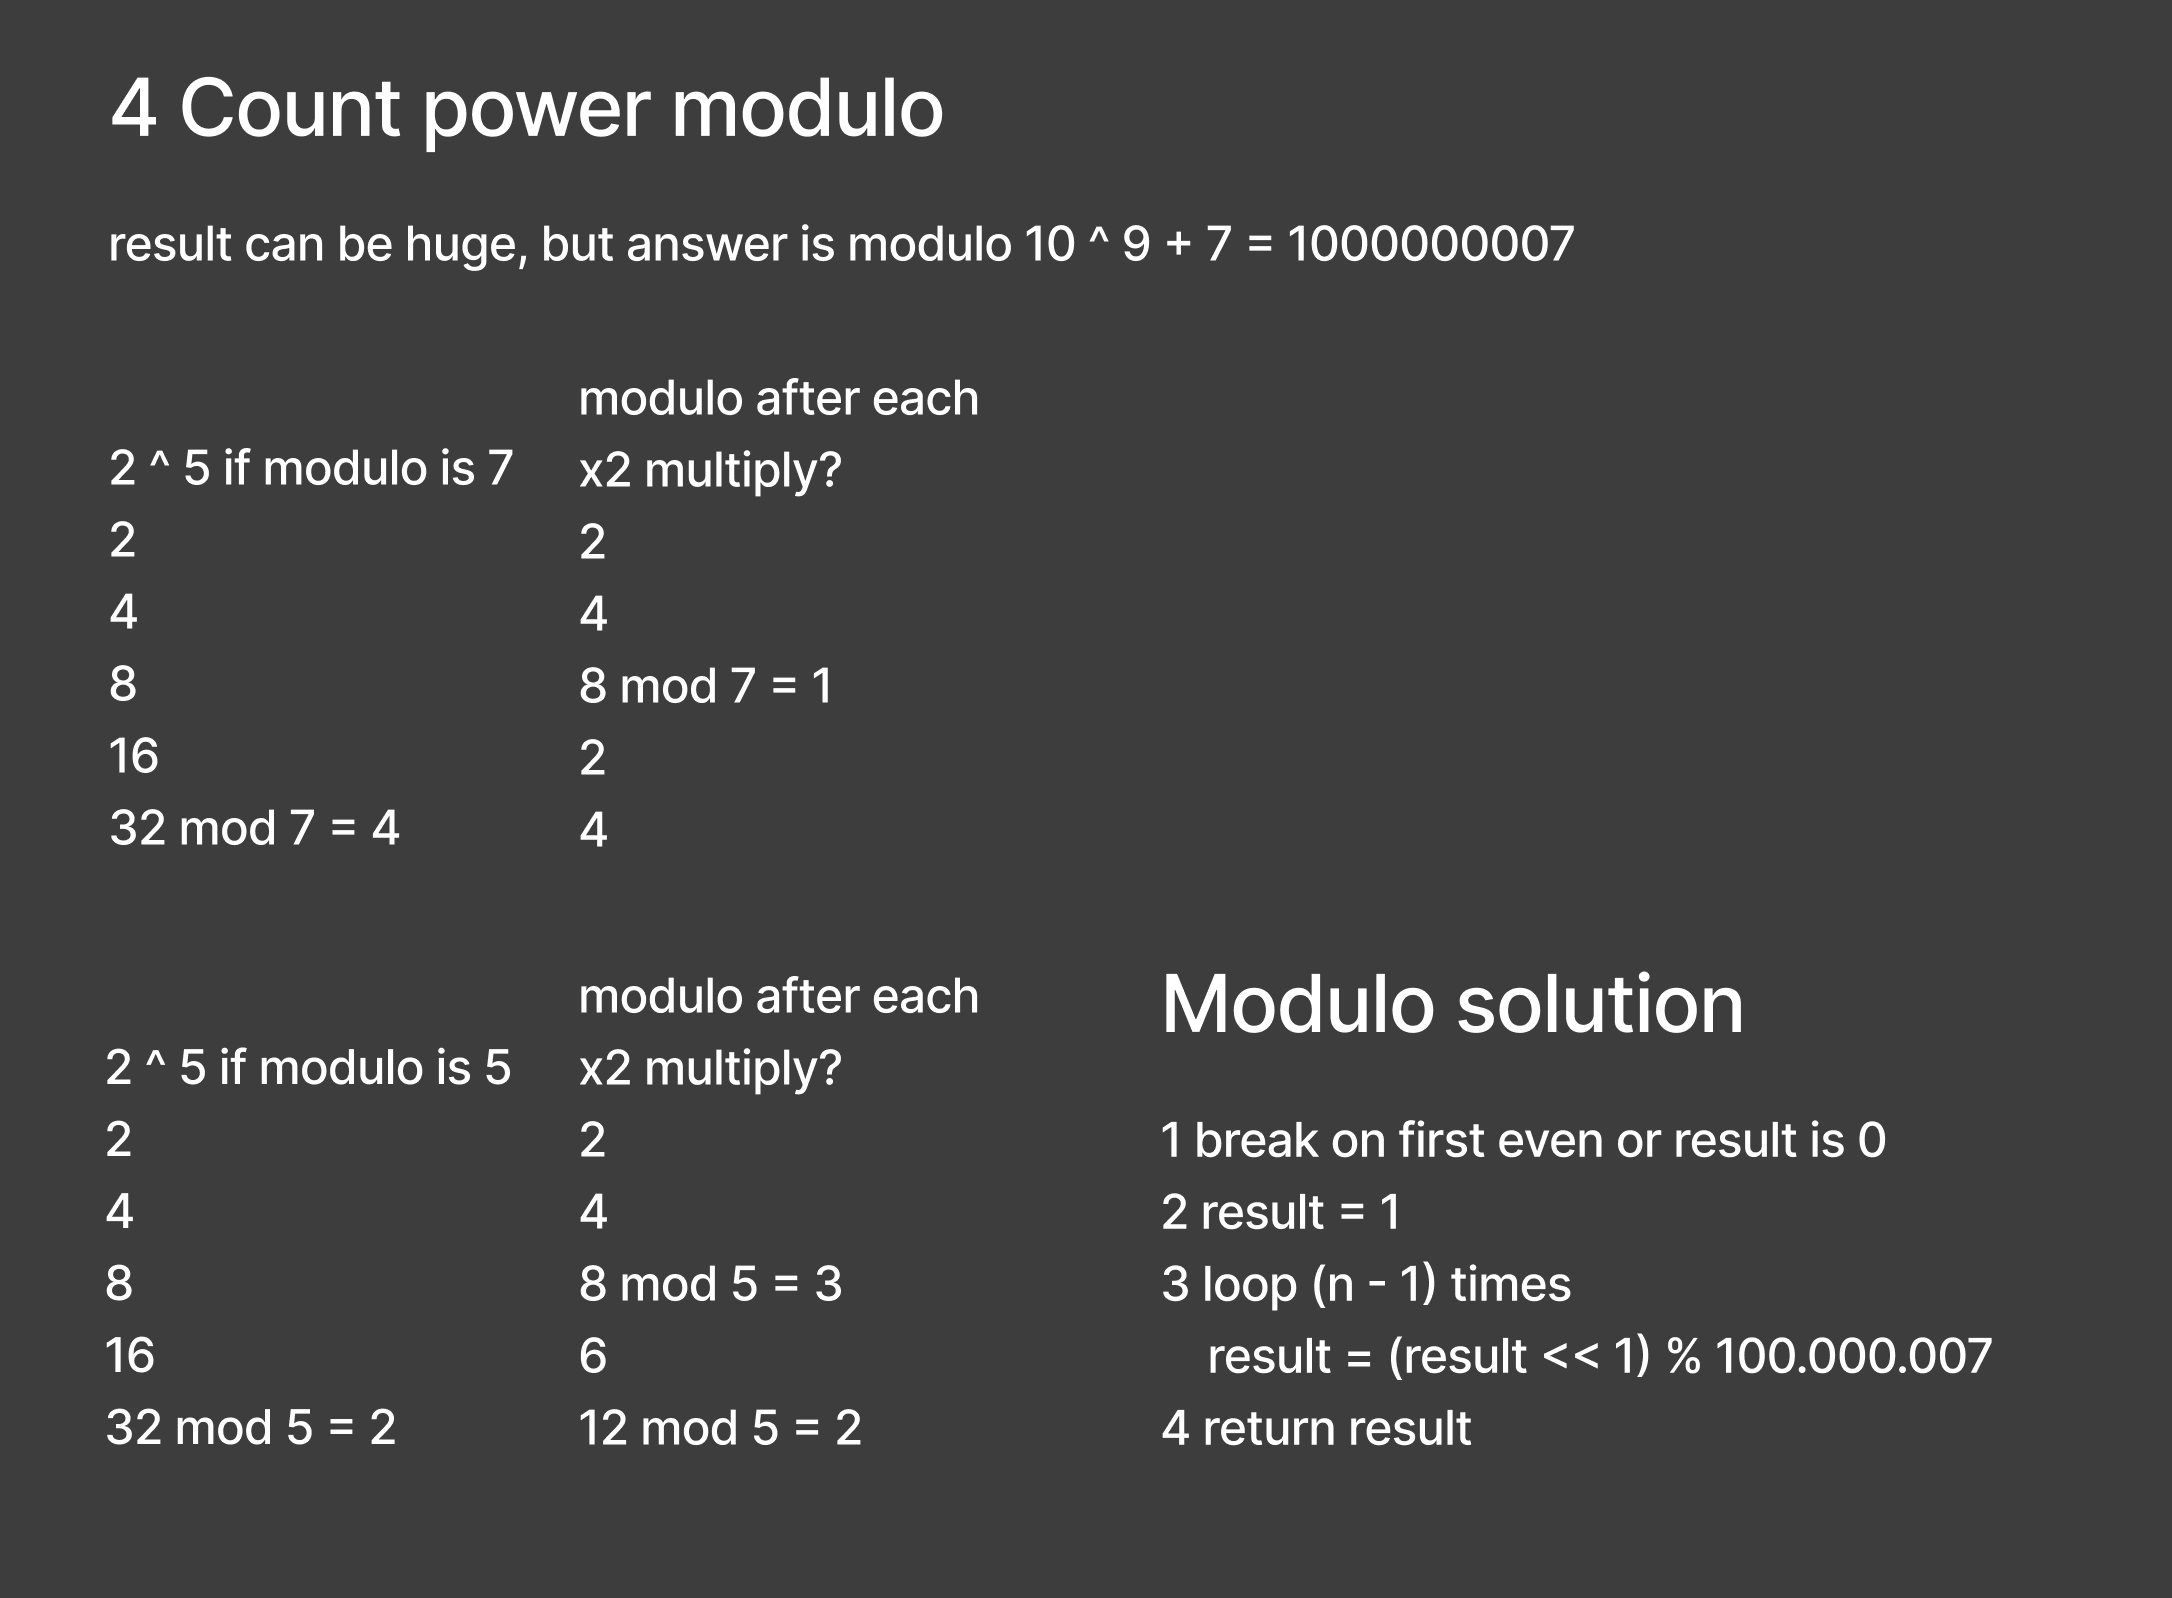 4 Count power modulo
result can be huge, but answer is modulo 10 ^ 9 + 7 = 1000000007
2 ^ 5 if modulo is 7
2
4
8
16
32 mod 7 = 4
modulo after each
x2 multiply?
2
4
8 mod 7 = 1
2
4
2 ^ 5 if modulo is 5
2
4
8
16
32 mod 5 = 2
modulo after each
x2 multiply?
2
4
8 mod 5 = 3
6
12 mod 5 = 2
Modulo solution
1 break on first even or result is 0
2 result = 1
3 loop (n - 1) times
result = (result << 1) % 100.000.007
4 return result